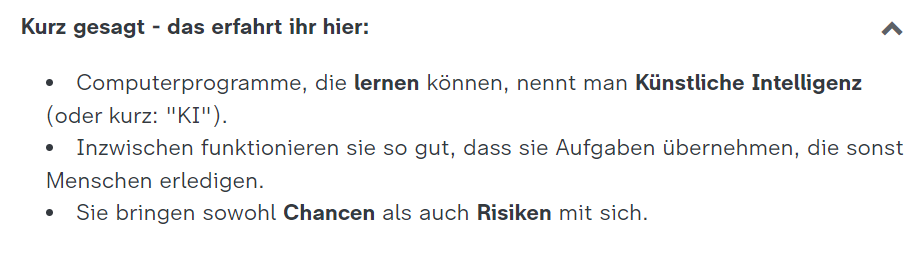 Kurz gesagt - das erfahrt ihr hier:
• Computerprogramme, die lernen können, nennt man Künstliche Intelligenz
(oder kurz: "KI").
• Inzwischen funktionieren sie so gut, dass sie Aufgaben übernehmen, die sonst
Menschen erledigen.
• Sie bringen sowohl Chancen als auch Risiken mit sich.